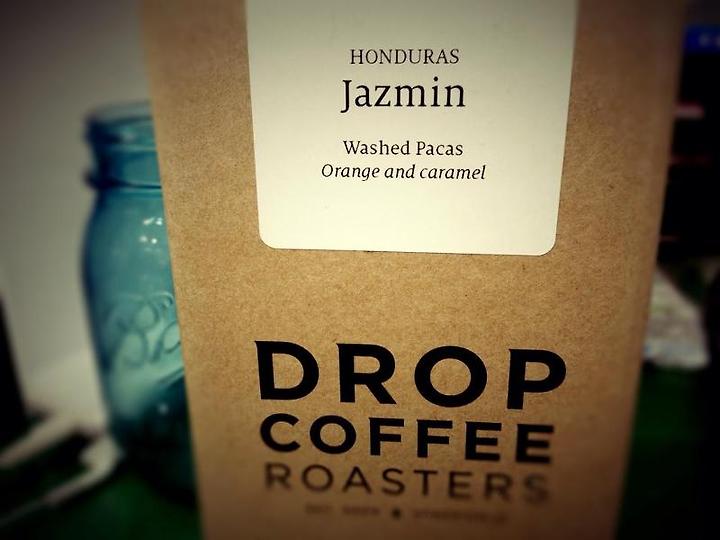 HONDURAS
Jazmin
Washed Pacas
Orange and caramel
DROP
COFFEE
ROASTERS